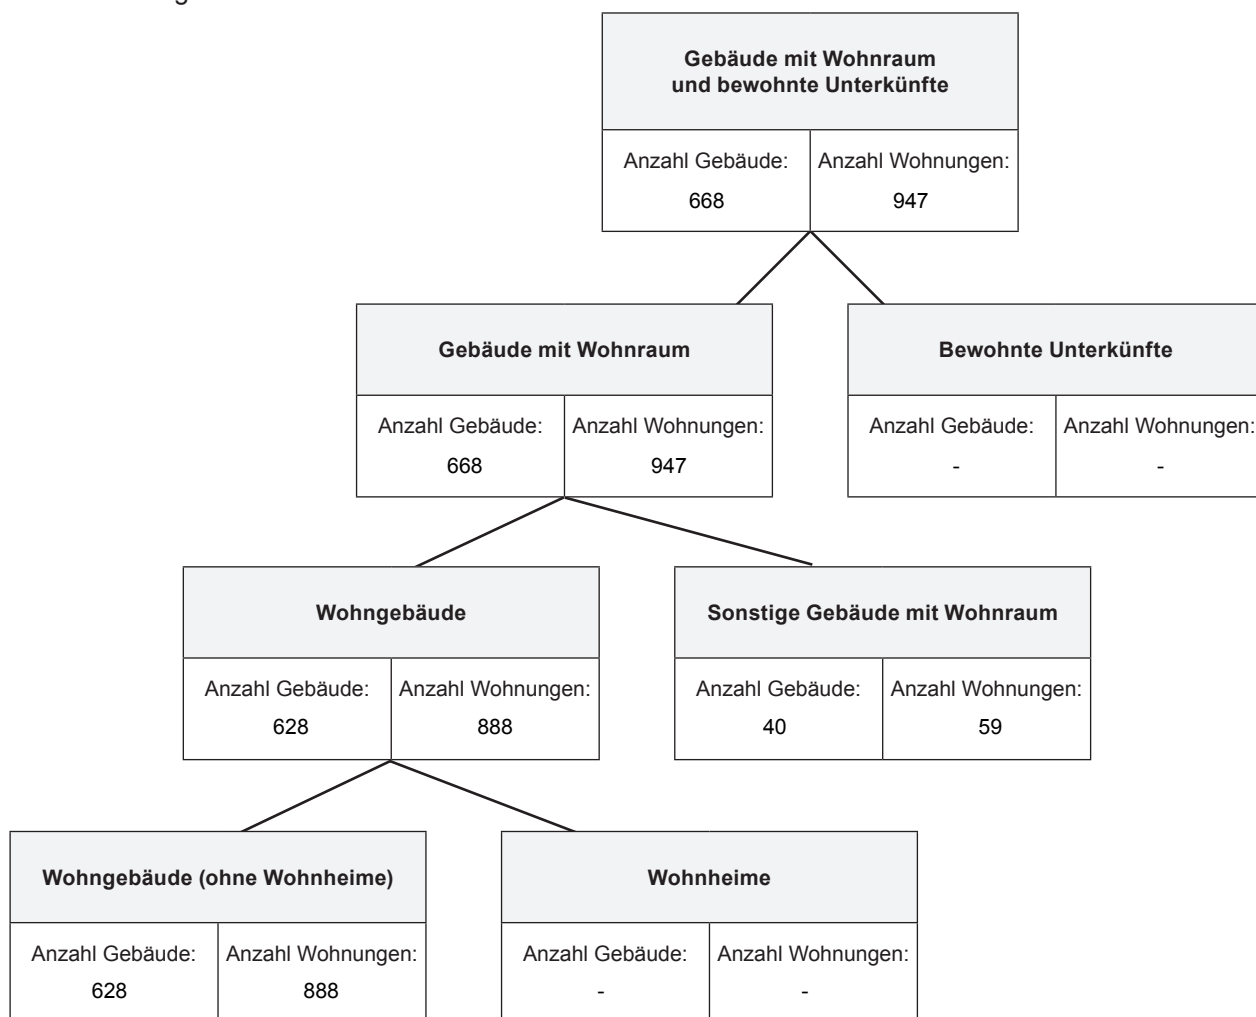 Gebäude mit Wohnraum
und bewohnte Unterkünfte
Anzahl Gebäude: Anzahl Wohnungen:
668 947
Gebäude mit Wohnraum
Anzahl Gebäude: Anzahl Wohnungen:
668 947
Bewohnte Unterkünfte
Anzahl Gebäude: Anzahl Wohnungen:
- -
Wohngebäude
Anzahl Gebäude: Anzahl Wohnungen:
628 888
Sonstige Gebäude mit Wohnraum
Anzahl Gebäude: Anzahl Wohnungen:
40 59
Wohngebäude (ohne Wohnheime)
Anzahl Gebäude: Anzahl Wohnungen:
628 888
Wohnheime
Anzahl Gebäude: Anzahl Wohnungen:
- -